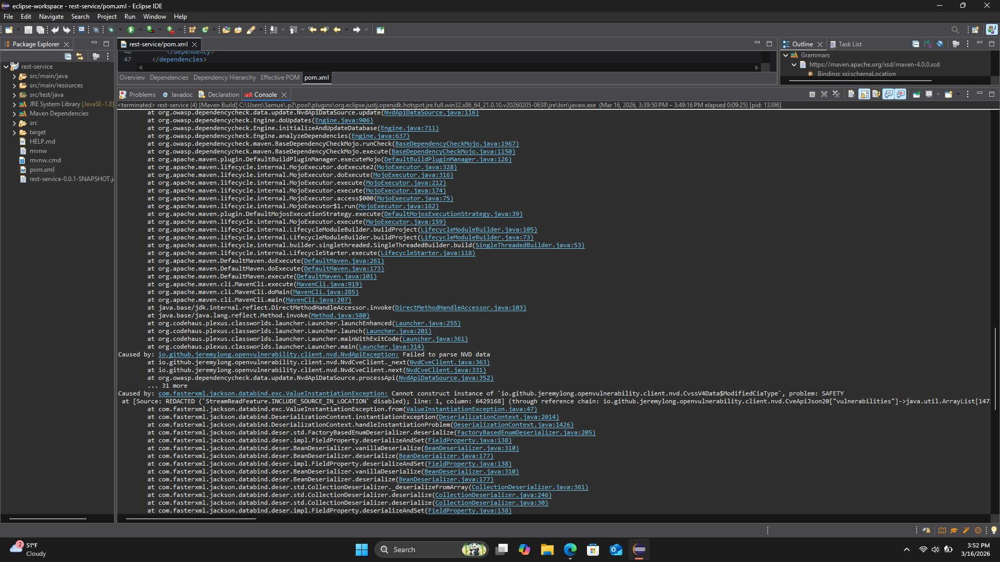 eclipse-workspace - rest-service/pom.xml - Eclipse IDE
File Edit Navigate Search Project Run Window Help
Package Explorer
rest-service
src/main/java
src/main/resources
src/test/java
JRE System Library [JavaSE-1.8]
Maven Dependencies
src
target
HELP.md
mvnw
mvnw.cmd
pom.xml
rest-service-0.0.1-SNAPSHOT.ja
rest-service/pom.xml
46 </dependency>
47 </dependencies>
Overview Dependencies Dependency Hierarchy Effective POM pom.xml
Outline Task List
Grammars
https://maven.apache.org/xsd/maven-4.0.0.xsd
Binding: xsi:schemaLocation
Problems Javadoc Declaration Console
<terminated> rest-service (4) [Maven Build] C:\Users\Samue\.p2\pool\plugins\org.eclipse.justj.openjdk.hotspot.jre.full.win32.x86_64_21.0.10.v20260205-0638\jre\bin\javaw.exe (Mar 16, 2026, 3:39:50 PM – 3:49:16 PM elapsed 0:09:25) [pid: 13396]
at org.owasp.dependencycheck.data.update.NvdApiDataSource.update(NvdApiDataSource.java:116)
at org.owasp.dependencycheck.Engine.doUpdates(Engine.java:906)
at org.owasp.dependencycheck.Engine.initializeAndUpdateDatabase(Engine.java:711)
at org.owasp.dependencycheck.Engine.analyzeDependencies(Engine.java:637)
at org.owasp.dependencycheck.maven.BaseDependencyCheckMojo.runCheck(BaseDependencyCheckMojo.java:1967)
at org.owasp.dependencycheck.maven.BaseDependencyCheckMojo.execute(BaseDependencyCheckMojo.java:1150)
at org.apache.maven.plugin.DefaultBuildPluginManager.executeMojo(DefaultBuildPluginManager.java:126)
at org.apache.maven.lifecycle.internal.MojoExecutor.doExecute2(MojoExecutor.java:328)
at org.apache.maven.lifecycle.internal.MojoExecutor.doExecute(MojoExecutor.java:316)
at org.apache.maven.lifecycle.internal.MojoExecutor.execute(MojoExecutor.java:212)
at org.apache.maven.lifecycle.internal.MojoExecutor.execute(MojoExecutor.java:174)
at org.apache.maven.lifecycle.internal.MojoExecutor.access$000(MojoExecutor.java:75)
at org.apache.maven.lifecycle.internal.MojoExecutor$1.run(MojoExecutor.java:162)
at org.apache.maven.plugin.DefaultMojosExecutionStrategy.execute(DefaultMojosExecutionStrategy.java:39)
at org.apache.maven.lifecycle.internal.MojoExecutor.execute(MojoExecutor.java:159)
at org.apache.maven.lifecycle.internal.LifecycleModuleBuilder.buildProject(LifecycleModuleBuilder.java:105)
at org.apache.maven.lifecycle.internal.LifecycleModuleBuilder.buildProject(LifecycleModuleBuilder.java:73)
at org.apache.maven.lifecycle.internal.builder.singlethreaded.SingleThreadedBuilder.build(SingleThreadedBuilder.java:53)
at org.apache.maven.lifecycle.internal.LifecycleStarter.execute(LifecycleStarter.java:118)
at org.apache.maven.DefaultMaven.doExecute(DefaultMaven.java:261)
at org.apache.maven.DefaultMaven.doExecute(DefaultMaven.java:173)
at org.apache.maven.DefaultMaven.execute(DefaultMaven.java:101)
at org.apache.maven.cli.MavenCli.execute(MavenCli.java:919)
at org.apache.maven.cli.MavenCli.doMain(MavenCli.java:285)
at org.apache.maven.cli.MavenCli.main(MavenCli.java:207)
at java.base/jdk.internal.reflect.DirectMethodHandleAccessor.invoke(DirectMethodHandleAccessor.java:103)
at java.base/java.lang.reflect.Method.invoke(Method.java:580)
at org.codehaus.plexus.classworlds.launcher.Launcher.launchEnhanced(Launcher.java:255)
at org.codehaus.plexus.classworlds.launcher.Launcher.launch(Launcher.java:201)
at org.codehaus.plexus.classworlds.launcher.Launcher.mainWithExitCode(Launcher.java:361)
at org.codehaus.plexus.classworlds.launcher.Launcher.main(Launcher.java:314)
Caused by: io.github.jeremylong.openvulnerability.client.nvd.NvdApiException: Failed to parse NVD data
at io.github.jeremylong.openvulnerability.client.nvd.NvdCveClient._next(NvdCveClient.java:363)
at io.github.jeremylong.openvulnerability.client.nvd.NvdCveClient.next(NvdCveClient.java:331)
at org.owasp.dependencycheck.data.update.NvdApiDataSource.processApi(NvdApiDataSource.java:352)
... 31 more
Caused by: com.fasterxml.jackson.databind.exc.ValueInstantiationException: Cannot construct instance of `io.github.jeremylong.openvulnerability.client.nvd.CvssV4Data$ModifiedCiaType`, problem: SAFETY
at [Source: REDACTED (`StreamReadFeature.INCLUDE_SOURCE_IN_LOCATION` disabled); line: 1, column: 6429168] (through reference chain: io.github.jeremylong.openvulnerability.client.nvd.CveApiJson20["vulnerabilities"]->java.util.ArrayList[147
at com.fasterxml.jackson.databind.exc.ValueInstantiationException.from(ValueInstantiationException.java:47)
at com.fasterxml.jackson.databind.DeserializationContext.instantiationException(DeserializationContext.java:2014)
at com.fasterxml.jackson.databind.DeserializationContext.handleInstantiationProblem(DeserializationContext.java:1426)
at com.fasterxml.jackson.databind.deser.std.FactoryBasedEnumDeserializer.deserialize(FactoryBasedEnumDeserializer.java:205)
at com.fasterxml.jackson.databind.deser.impl.FieldProperty.deserializeAndSet(FieldProperty.java:138)
at com.fasterxml.jackson.databind.deser.BeanDeserializer.vanillaDeserialize(BeanDeserializer.java:310)
at com.fasterxml.jackson.databind.deser.BeanDeserializer.deserialize(BeanDeserializer.java:177)
at com.fasterxml.jackson.databind.deser.impl.FieldProperty.deserializeAndSet(FieldProperty.java:138)
at com.fasterxml.jackson.databind.deser.BeanDeserializer.vanillaDeserialize(BeanDeserializer.java:310)
at com.fasterxml.jackson.databind.deser.BeanDeserializer.deserialize(BeanDeserializer.java:177)
at com.fasterxml.jackson.databind.deser.std.CollectionDeserializer._deserializeFromArray(CollectionDeserializer.java:361)
at com.fasterxml.jackson.databind.deser.std.CollectionDeserializer.deserialize(CollectionDeserializer.java:246)
at com.fasterxml.jackson.databind.deser.std.CollectionDeserializer.deserialize(CollectionDeserializer.java:30)
at com.fasterxml.jackson.databind.deser.impl.FieldProperty.deserializeAndSet(FieldProperty.java:138)
2
51°F
Cloudy
Search
3:52 PM
3/16/2026